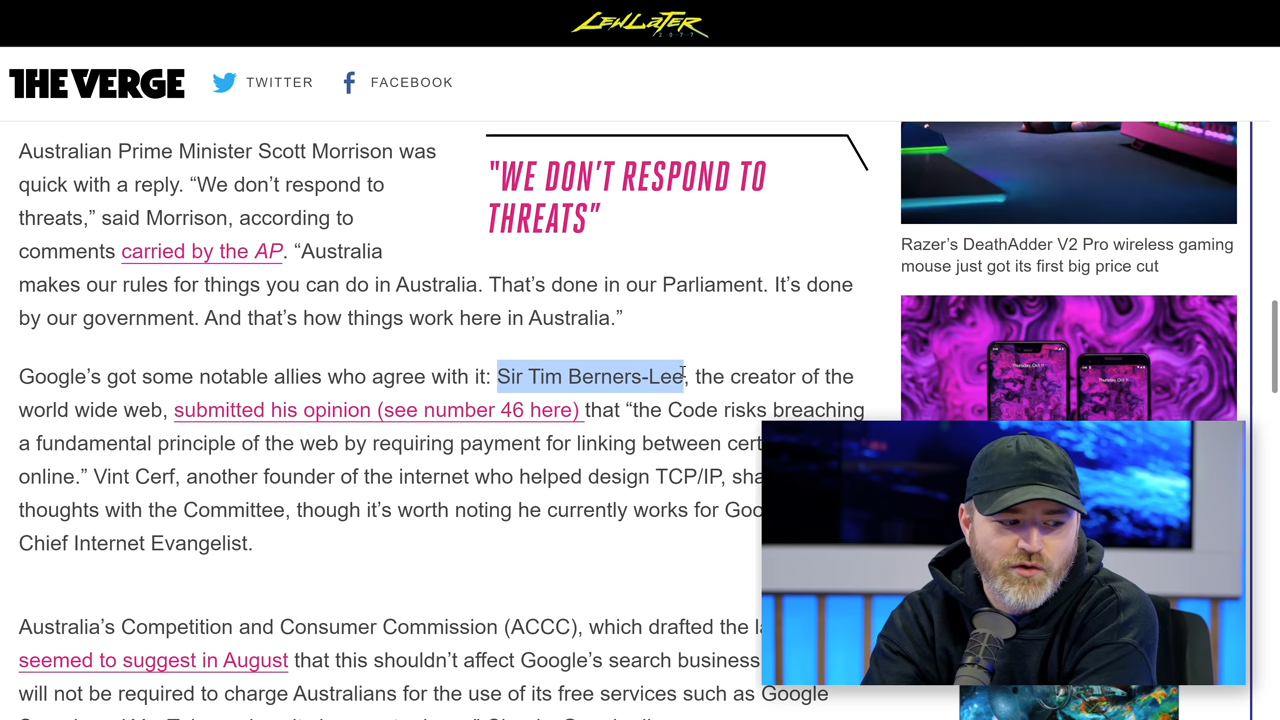 LEWLATER
2077
THE VERGE TWITTER FACEBOOK
Australian Prime Minister Scott Morrison was
quick with a reply. “We don’t respond to
threats,” said Morrison, according to
comments carried by the AP. “Australia
makes our rules for things you can do in Australia. That’s done in our Parliament. It’s done
by our government. And that’s how things work here in Australia.”
"WE DON’T RESPOND TO
THREATS"
Google’s got some notable allies who agree with it: Sir Tim Berners-Lee, the creator of the
world wide web, submitted his opinion (see number 46 here) that “the Code risks breaching
a fundamental principle of the web by requiring payment for linking between cert
online.” Vint Cerf, another founder of the internet who helped design TCP/IP, sha
thoughts with the Committee, though it’s worth noting he currently works for Goo
Chief Internet Evangelist.
Australia’s Competition and Consumer Commission (ACCC), which drafted the la
seemed to suggest in August that this shouldn’t affect Google’s search business
will not be required to charge Australians for the use of its free services such as Google
Razer’s DeathAdder V2 Pro wireless gaming
mouse just got its first big price cut